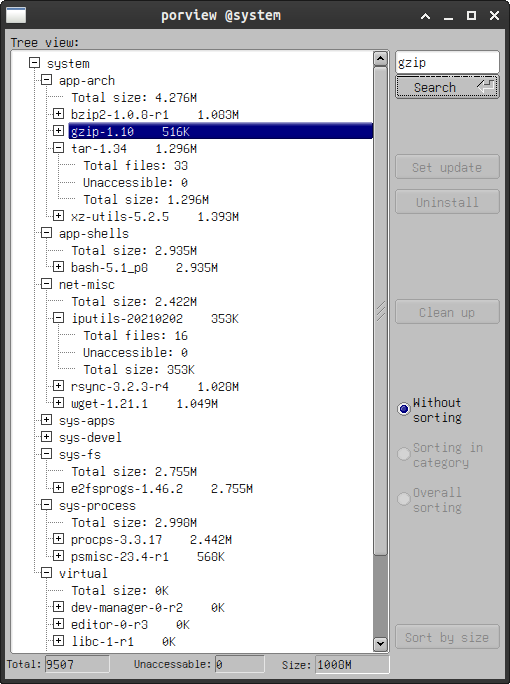 porview @system
Tree view:
system
app-arch
Total size: 4.276M
bzip2-1.0.8-r1 1.083M
gzip-1.10 516K
tar-1.34 1.296M
Total files: 33
Unaccessible: 0
Total size: 1.296M
xz-utils-5.2.5 1.393M
app-shells
Total size: 2.935M
bash-5.1_p8 2.935M
net-misc
Total size: 2.422M
iputils-20210202 353K
Total files: 16
Unaccessible: 0
Total size: 353K
rsync-3.2.3-r4 1.028M
wget-1.21.1 1.049M
sys-apps
sys-devel
sys-fs
Total size: 2.755M
e2fsprogs-1.46.2 2.755M
sys-process
Total size: 2.998M
procps-3.3.17 2.442M
psmisc-23.4-r1 568K
virtual
Total size: 0K
dev-manager-0-r2 0K
editor-0-r3 0K
libc-1-r1 0K
gzip
Search
Set update
Uninstall
Clean up
Without
sorting
Sorting in
category
Overall
sorting
Sort by size
Total: 9507 Unaccessable: 0 Size: 1008M